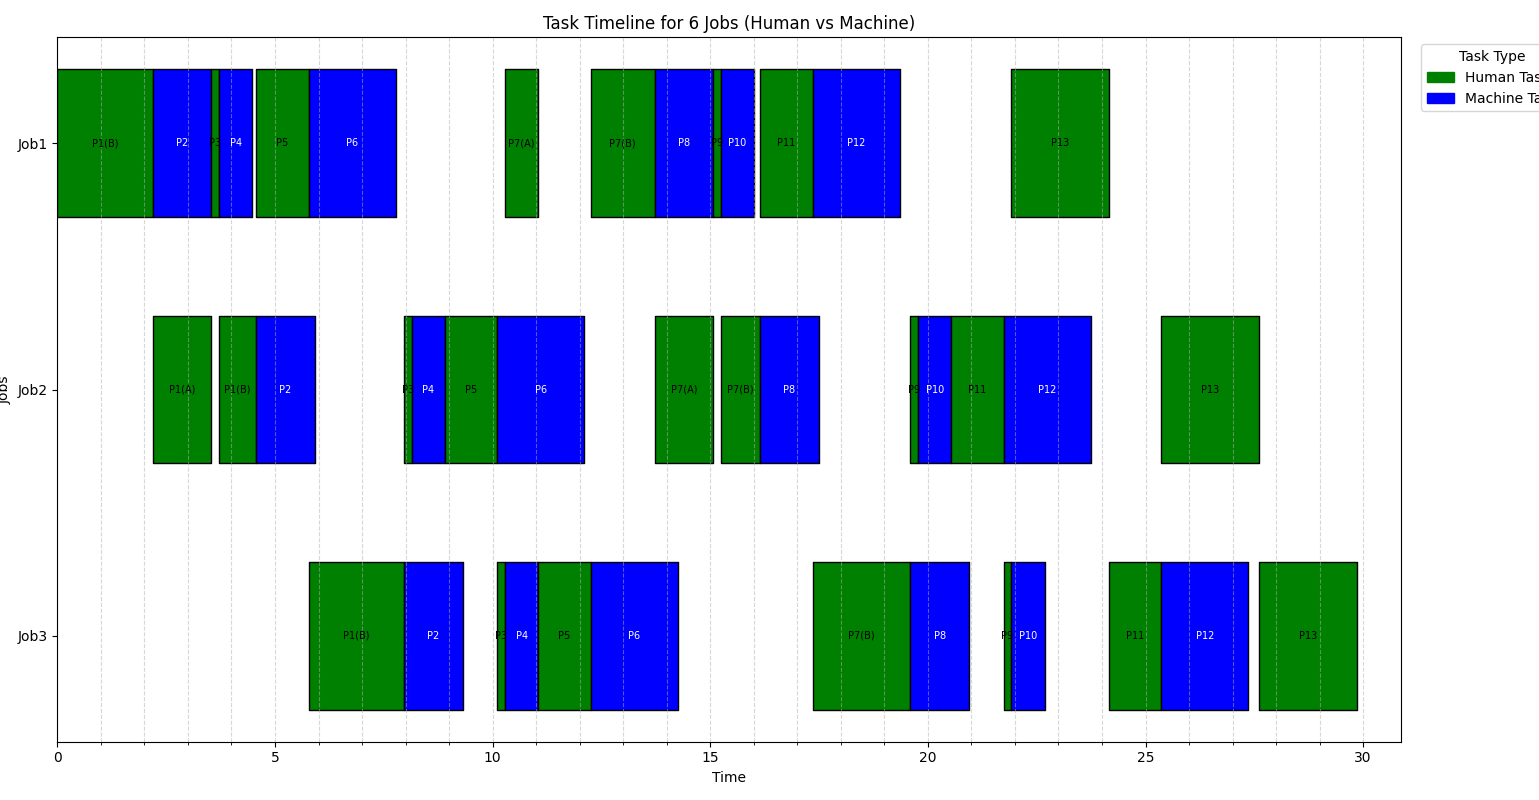 Task Timeline for 6 Jobs (Human vs Machine)
Task Type
Human Tas
Machine Ta
Jobs
Job1
P1(B) P2 P3 P4 P5 P6 P7(A) P7(B) P8 P9 P10 P11 P12 P13
Job2
P1(A) P1(B) P2 P3 P4 P5 P6 P7(A) P7(B) P8 P9 P10 P11 P12 P13
Job3
P1(B) P2 P3 P4 P5 P6 P7(B) P8 P9 P10 P11 P12 P13
0 5 10 15 20 25 30
Time